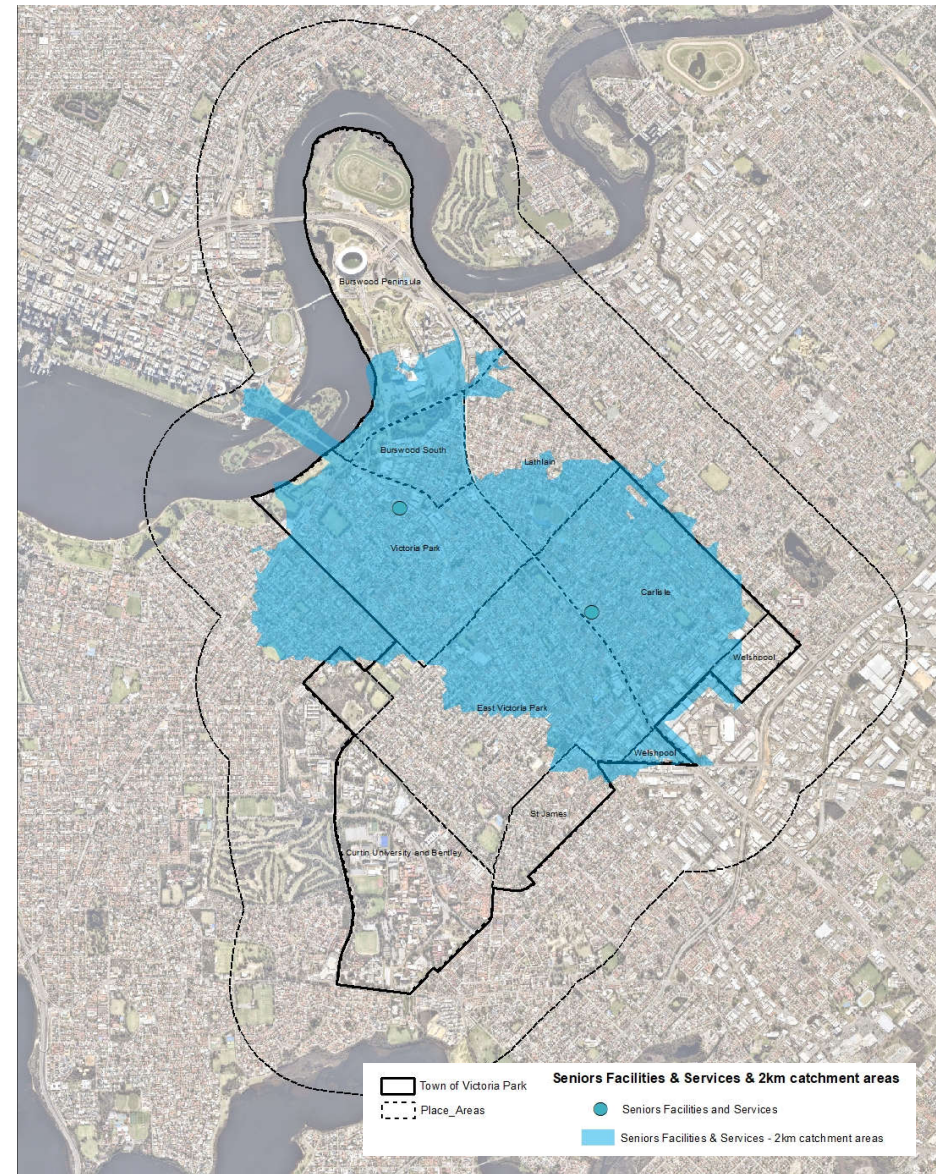 Burswood Peninsula
Burswood South
Lathlain
Victoria Park
Carlisle
Welshpool
East Victoria Park
Welshpool
St James
Curtin University and Bentley
Seniors Facilities & Services & 2km catchment areas
Town of Victoria Park
Place_Areas
Seniors Facilities and Services
Seniors Facilities & Services - 2km catchment areas